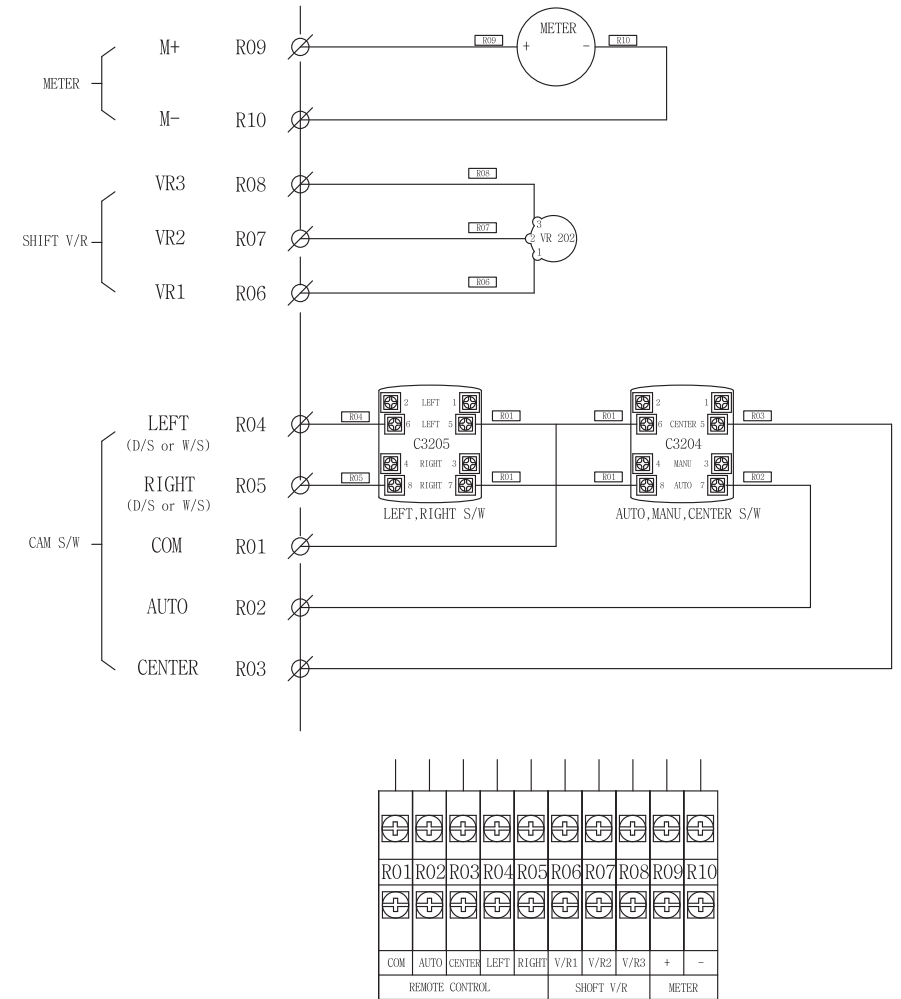 M+ R09 R09 METER + - R10
METER
M- R10
VR3 R08 R08
3
SHIFT V/R VR2 R07 R07 2 VR 202
1
VR1 R06 R06
2 LEFT 1 2 1
LEFT R04 R04 6 LEFT 5 R01 R01 6 CENTER 5 R03
(D/S or W/S) C3205 C3204
4 RIGHT 3 4 MANU 3
RIGHT R05 R05 8 RIGHT 7 R01 R01 8 AUTO 7 R02
(D/S or W/S) LEFT,RIGHT S/W AUTO,MANU,CENTER S/W
CAM S/W COM R01
AUTO R02
CENTER R03
R01 R02 R03 R04 R05 R06 R07 R08 R09 R10
COM AUTO CENTER LEFT RIGHT V/R1 V/R2 V/R3 + -
REMOTE CONTROL SHOFT V/R METER